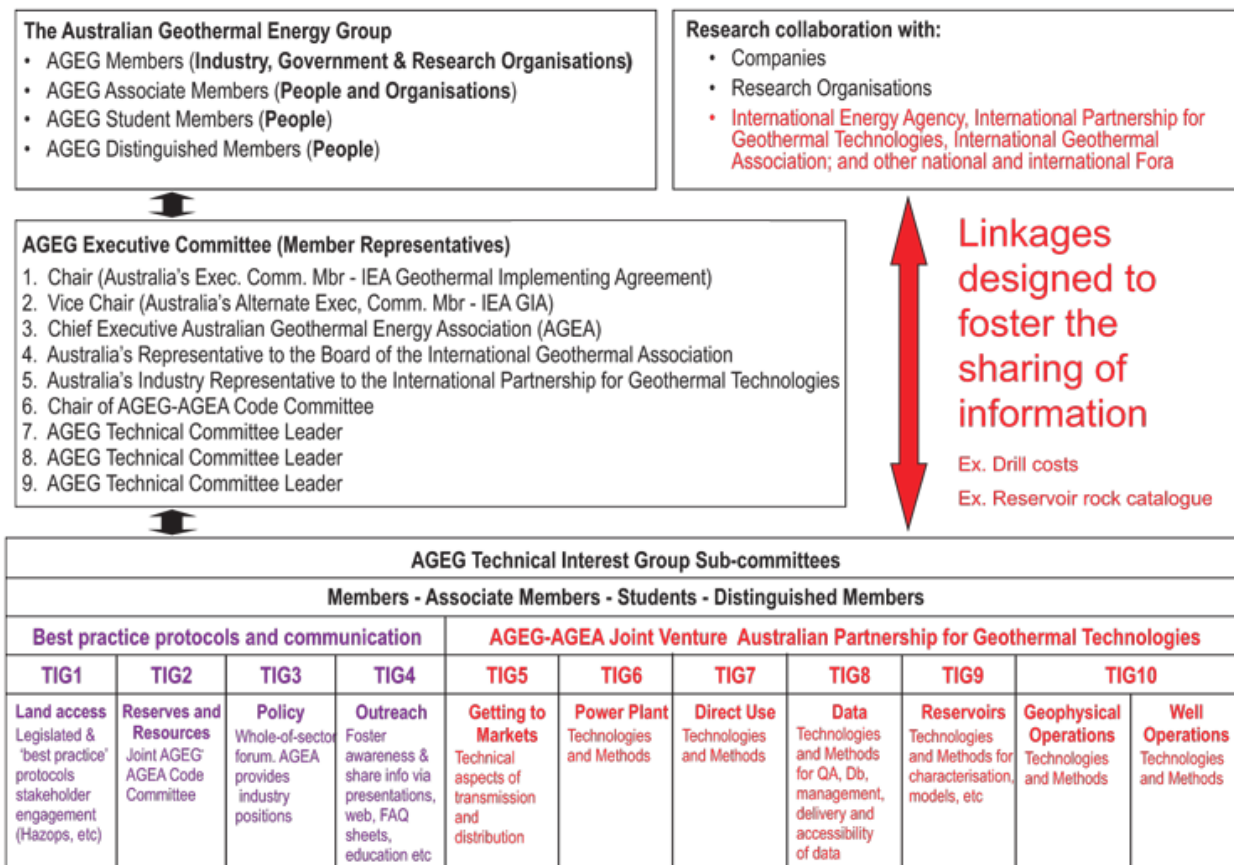 The Australian Geothermal Energy Group
• AGEG Members (Industry, Government & Research Organisations)
• AGEG Associate Members (People and Organisations)
• AGEG Student Members (People)
• AGEG Distinguished Members (People)
Research collaboration with:
• Companies
• Research Organisations
• International Energy Agency, International Partnership for
Geothermal Technologies, International Geothermal
Association; and other national and international Fora
AGEG Executive Committee (Member Representatives)
1. Chair (Australia's Exec. Comm. Mbr - IEA Geothermal Implementing Agreement)
2. Vice Chair (Australia's Alternate Exec, Comm. Mbr - IEA GIA)
3. Chief Executive Australian Geothermal Energy Association (AGEA)
4. Australia's Representative to the Board of the International Geothermal Association
5. Australia's Industry Representative to the International Partnership for Geothermal Technologies
6. Chair of AGEG-AGEA Code Committee
7. AGEG Technical Committee Leader
8. AGEG Technical Committee Leader
9. AGEG Technical Committee Leader
Linkages
designed to
foster the
sharing of
information
Ex. Drill costs
Ex. Reservoir rock catalogue
AGEG Technical Interest Group Sub-committees
Members - Associate Members - Students - Distinguished Members
Best practice protocols and communication
AGEG-AGEA Joint Venture Australian Partnership for Geothermal Technologies
TIG1
TIG2
TIG3
TIG4
TIG5
TIG6
TIG7
TIG8
TIG9
TIG10
Land access
Legislated &
'best practice'
protocols
stakeholder
engagement
(Hazops, etc)
Reserves and
Resources
Joint AGEG'
AGEA Code
Committee
Policy
Whole-of-sector
forum. AGEA
provides
industry
positions
Outreach
Foster
awareness &
share info via
presentations,
web, FAQ
sheets,
education etc
Getting to
Markets
Technical
aspects of
transmission
and
distribution
Power Plant
Technologies
and Methods
Direct Use
Technologies
and Methods
Data
Technologies
and Methods
for QA, Db,
management,
delivery and
accessibility
of data
Reservoirs
Technologies
and Methods for
characterisation,
models, etc
Geophysical
Operations
Technologies
and Methods
Well
Operations
Technologies
and Methods